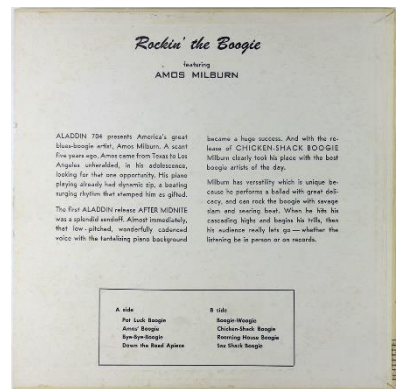 Rockin' the Boogie
featuring
AMOS MILBURN
ALADDIN 704 presents America's great
blues-boogie artist, Amos Milburn. A scant
five years ago, Amos came from Texas to Los
Angeles unheralded, in his adolescence,
looking for that one opportunity. His piano
playing already had dynamic zip, a beating
surging rhythm that stamped him as gifted.
The first ALADDIN release AFTER MIDNITE
was a splendid sendoff. Almost immediately,
that low-pitched, wonderfully cadenced
voice with the tantalizing piano background
became a huge success. And with the re-
lease of CHICKEN-SHACK BOOGIE
Milburn clearly took his place with the best
boogie artists of the day.
Milburn has versatility which is unique be-
cause he performs a ballad with great deli-
cacy, and can rock the boogie with savage
slam and searing beat. When he hits his
cascading highs and begins his trills, then
his audience really lets go — whether the
listening be in person or on records.
A side
Pot Luck Boogie
Amos' Boogie
Bye-Bye-Boogie
Down the Road Apiece
B side
Boogie-Woogie
Chicken-Shack Boogie
Rooming House Boogie
Sax Shack Boogie